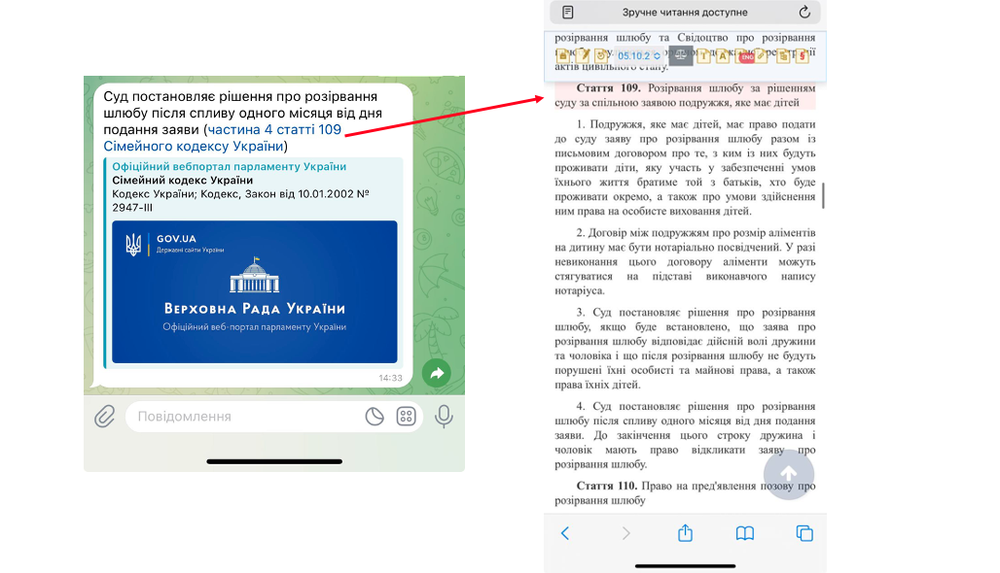 Суд постановляє рішення про розірвання
шлюбу після спливу одного місяця від дня
подання заяви (частина 4 статті 109
Сімейного кодексу України)
Офіційний вебпортал парламенту України
Сімейний кодекс України
Кодекс України; Кодекс, Закон від 10.01.2002 №
2947-III
GOV.UA
Державні сайти України
Верховна Рада України
Офіційний веб-портал парламенту України
14:33
Повідомлення
Зручне читання доступне
розірвання шлюбу та Свідоцтво про розірвання
05.10.2
ENG
актів цивільного стану.
Стаття 109. Розірвання шлюбу за рішенням
суду за спільною заявою подружжя, яке має дітей
1. Подружжя, яке має дітей, має право подати
до суду заяву про розірвання шлюбу разом із
письмовим договором про те, з ким із них будуть
проживати діти, яку участь у забезпеченні умов
їхнього життя братиме той з батьків, хто буде
проживати окремо, а також про умови здійснення
ним права на особисте виховання дітей.
2. Договір між подружжям про розмір аліментів
на дитину має бути нотаріально посвідчений. У разі
невиконання цього договору аліменти можуть
стягуватися на підставі виконавчого напису
нотаріуса.
3. Суд постановляє рішення про розірвання
шлюбу, якщо буде встановлено, що заява про
розірвання шлюбу відповідає дійсній волі дружини
та чоловіка і що після розірвання шлюбу не будуть
порушені їхні особисті та майнові права, а також
права їхніх дітей.
4. Суд постановляє рішення про розірвання
шлюбу після спливу одного місяця від дня подання
заяви. До закінчення цього строку дружина і
чоловік мають право відкликати заяву про
розірвання шлюбу.
Стаття 110. Право на пред'явлення позову про
розірвання шлюбу